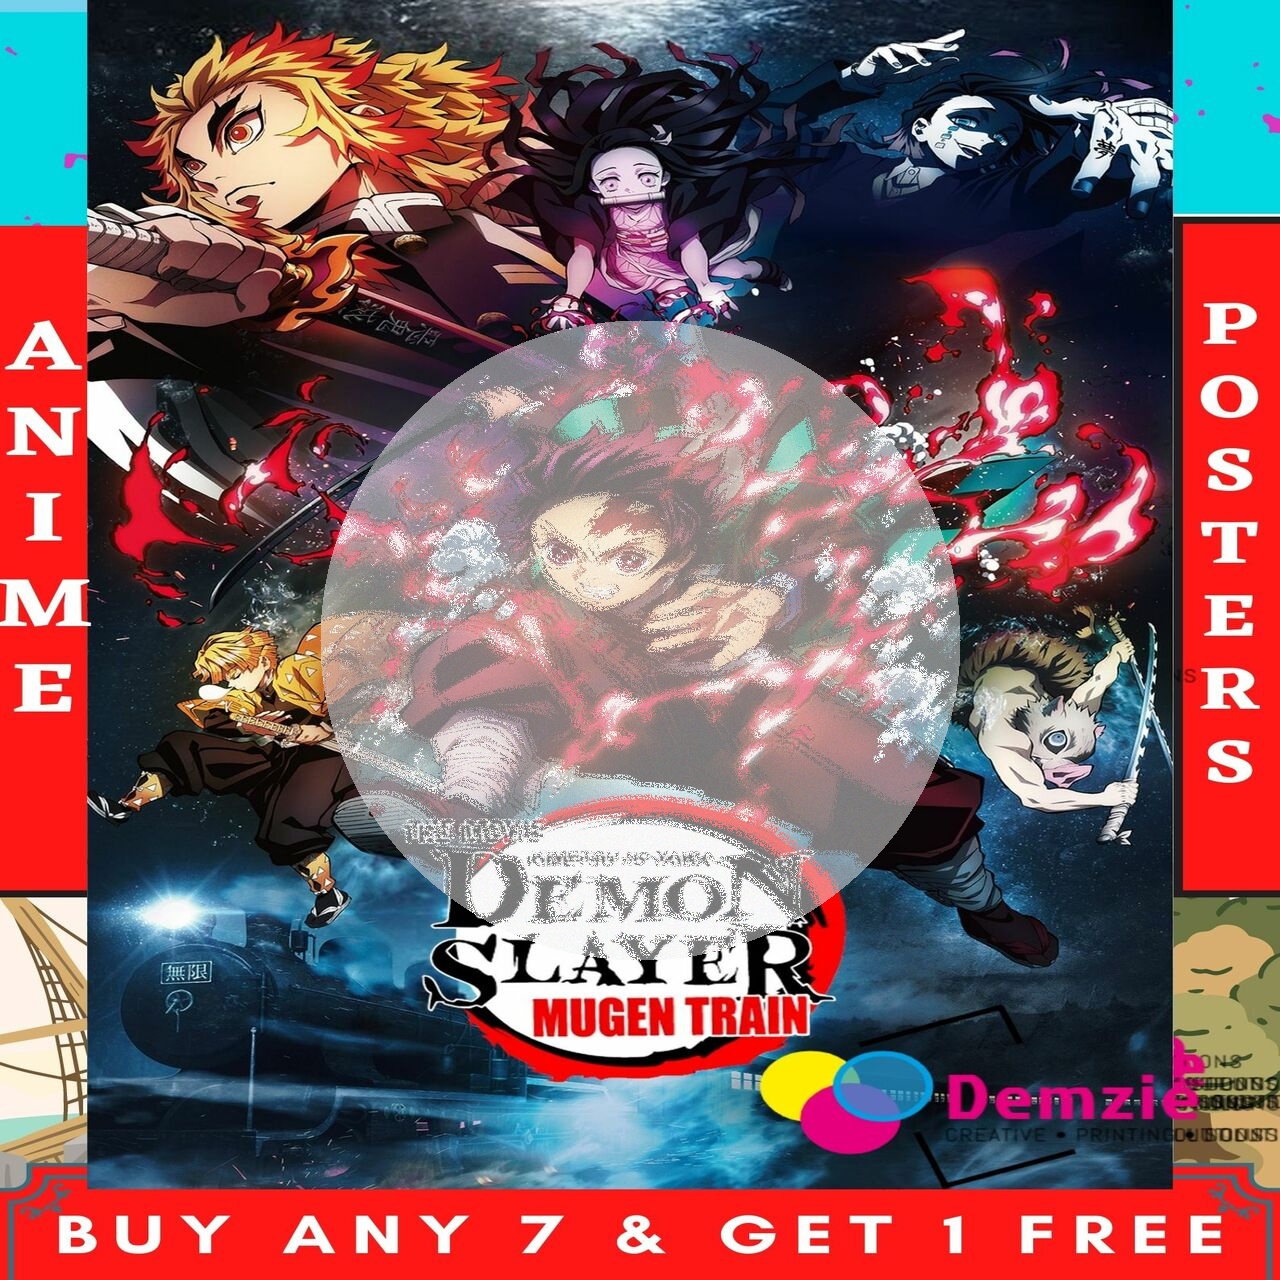 ANIME
POSTERS
夢
無限
THE MOVIE
DEMON
SLAYER
MUGEN TRAIN
Demzie
CREATIVE • PRINTING
BUY ANY 7 & GET 1 FREE